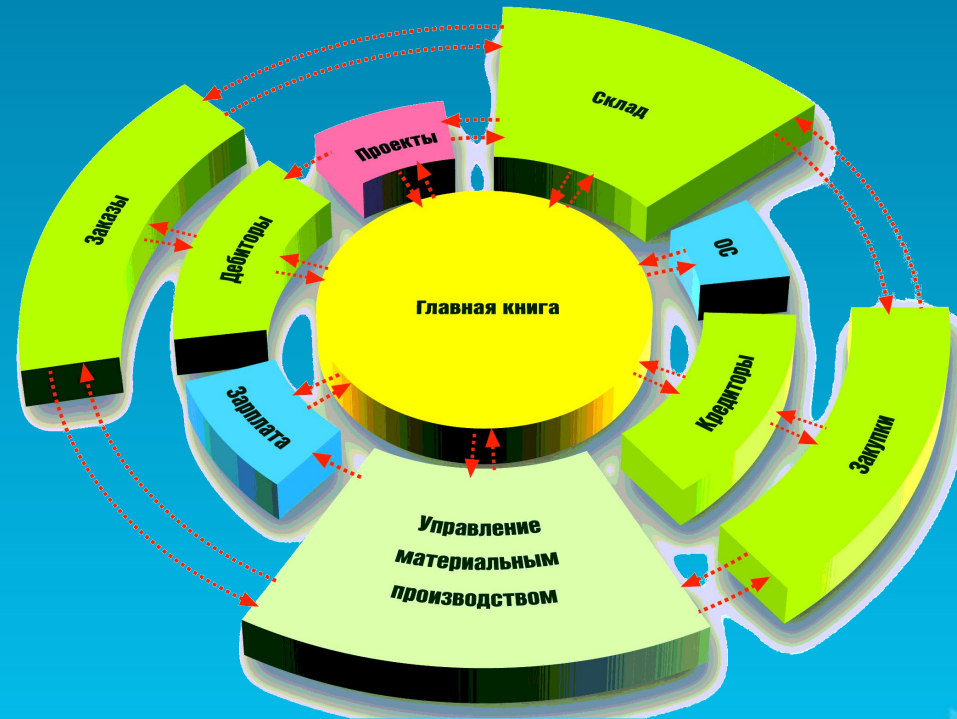 Склад
Проекты
Заказы
Дебиторы
ОС
Главная книга
Зарплата
Кредиторы
Закупки
Управление
материальным
производством